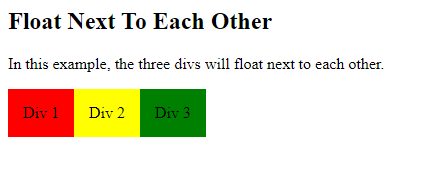 Float Next To Each Other
In this example, the three divs will float next to each other.
Div 1 Div 2 Div 3